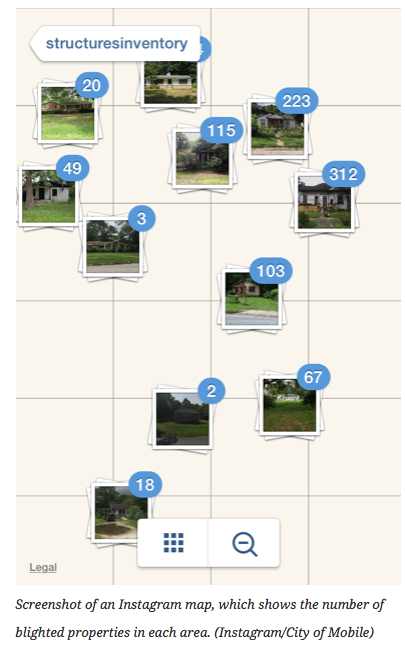 structuresinventory
4
20
223
115
49
312
3
103
67
2
18
Legal
Screenshot of an Instagram map, which shows the number of
blighted properties in each area. (Instagram/City of Mobile)